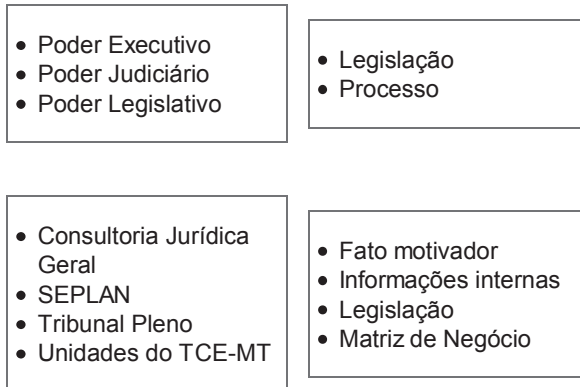 • Poder Executivo
• Poder Judiciário
• Poder Legislativo
• Legislação
• Processo
• Consultoria Jurídica
Geral
• SEPLAN
• Tribunal Pleno
• Unidades do TCE-MT
• Fato motivador
• Informações internas
• Legislação
• Matriz de Negócio